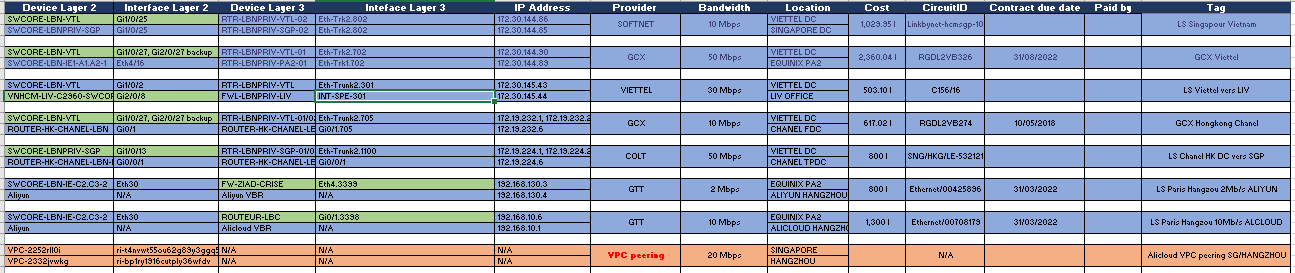 Device Layer 2 Interface Layer 2 Device Layer 3 Inteface Layer 3 IP Address Provider Bandwidth Location Cost CircuitID Contract due date Paid by Tag
SWCORE-LBN-VTL Gi1/0/25 RTR-LBNPRIV-VTL-02 Eth-Trk2.802 172.30.144.86 VIETTEL DC
SOFTNET 10 Mbps 1,029.95 l Linkbynet-hcmsgp-10 LS Singapour Vietnam
SWCORE-LBNPRIV-SGP Gi1/0/25 RTR-LBNPRIV-SGP-02 Eth-Trk2.802 172.30.144.85 SINGAPORE DC
SWCORE-LBN-VTL Gi1/0/27, Gi2/0/27 backup RTR-LBNPRIV-VTL-01 Eth-Trk2.702 172.30.144.90 VIETTEL DC
GCX 50 Mbps 2,360.04 l RGDL2VB326 31/08/2022 GCX Viettel
SWCORE-LBN-IE1-A1.A2-1 Eth4/16 RTR-LBNPRIV-PA2-01 Eth-Trk1.702 172.30.144.89 EQUINIX PA2
SWCORE-LBN-VTL Gi1/0/2 RTR-LBNPRIV-VTL Eth-Trunk2.301 172.30.145.43 VIETTEL DC
VIETTEL 30 Mbps 503.10 l C156/16 LS Viettel vers LIV
VNHCM-LIV-C2960-SWCOR Gi2/0/8 FWL-LBNPRIV-LIV INT-SPE-301 172.30.145.44 LIV OFFICE
SWCORE-LBN-VTL Gi1/0/27, Gi2/0/27 backup RTR-LBNPRIV-VTL-01/02 Eth-Trunk2.705 172.19.232.1, 172.19.232.2 VIETTEL DC
GCX 10 Mbps 617.02 l RGDL2VB274 10/05/2018 GCX Hongkong Chanel
ROUTER-HK-CHANEL-LBN Gi0/1 ROUTER-HK-CHANEL-LE Gi0/1.705 172.19.232.6 CHANEL FDC
SWCORE-LBNPRIV-SGP Gi1/0/13 RTR-LBNPRIV-SGP-01/0 Eth-Trunk2.1100 172.19.224.1, 172.19.224. VIETTEL DC
COLT 50 Mbps 800 l SNG/HKG/LE-532121 LS Chanel HK DC vers SGP
ROUTER-HK-CHANEL-LBN-I Gi0/0/1 ROUTER-HK-CHANEL-LE Gi0/0/1 172.19.224.6 CHANEL TPDC
SWCORE-LBN-IE-C2.C3-2 Eth30 FW-ZIAD-CRISE Eth4.3399 192.168.130.3 EQUINIX PA2
GTT 2 Mbps 800 l Ethernet/00425896 31/03/2022 LS Paris Hangzou 2Mb/s ALIYUN
Aliyun N/A Aliyun VBR N/A 192.168.130.4 ALIYUN HANGZHOU
SWCORE-LBN-IE-C2.C3-2 Eth30 ROUTEUR-LBC Gi0/1.3398 192.168.10.6 EQUINIX PA2
GTT 10 Mbps 1,300 l Ethernet/00708179 31/03/2022 LS Paris Hangzou 10Mb/s ALCLOUD
Aliyun N/A Alicloud VBR N/A 192.168.10.1 ALICLOUD HANGZH
VPC-2252rll0i N/A N/A N/A SINGAPORE
VPC peering 20 Mbps N/A Alicloud VPC peering SG/HANGZHOU
VPC-2332jvwkg ri-bp1ry1916cutply36wfdv N/A N/A N/A HANGZHOU